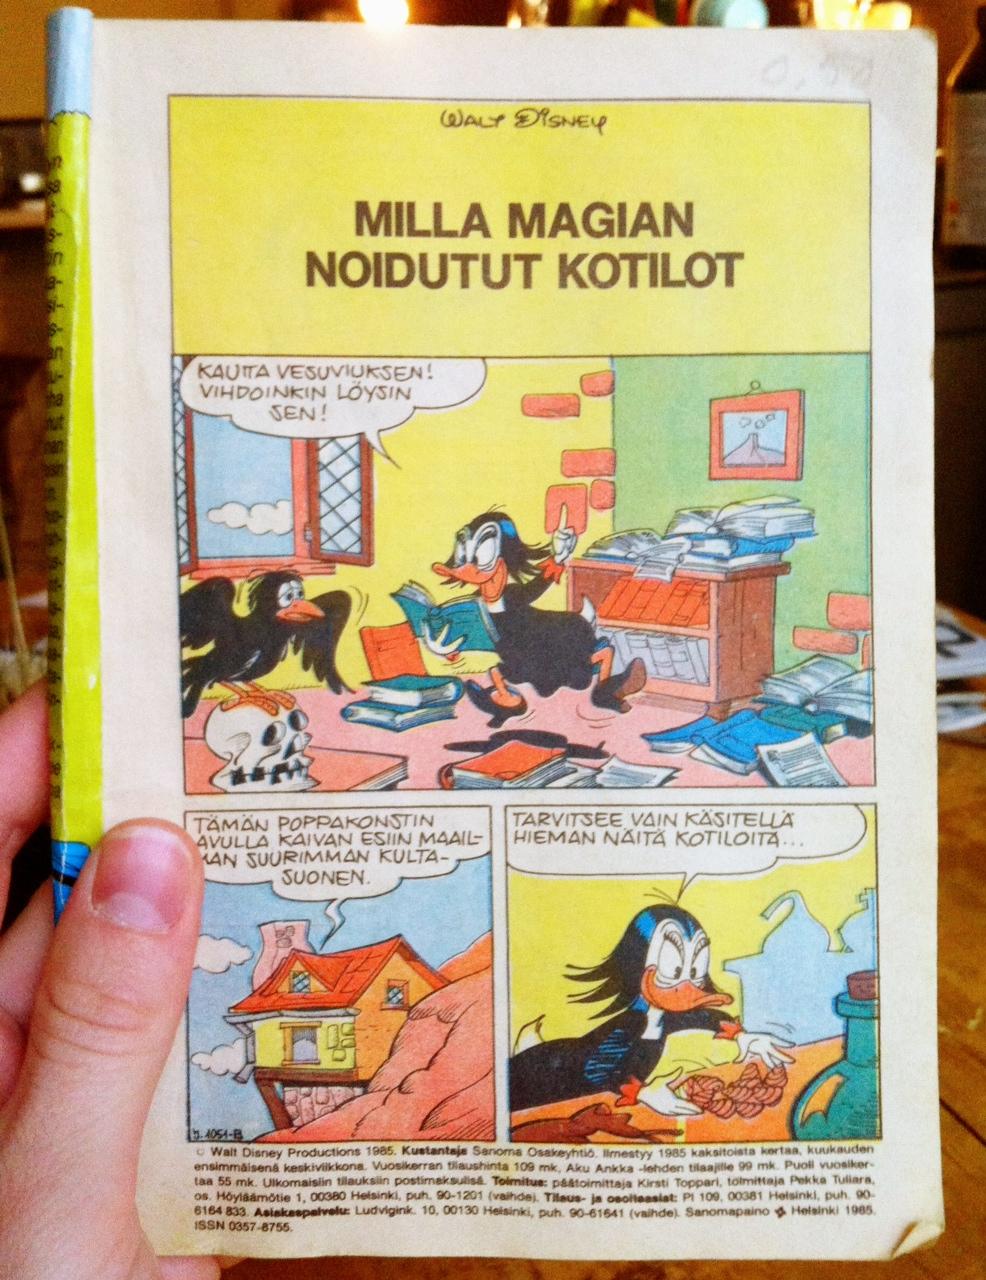 WALT DISNEY
MILLA MAGIAN
NOIDUTUT KOTILOT
KAUTTA VESUVIUKSEN!
VIHDOINKIN LÖYSIN
SEN!
TÄMÄN POPPAKONSTIN
AVULLA KAIVAN ESIIN MAAIL-
MAN SUURIMMAN KULTA-
SUONEN.
TARVITSEE VAIN KÄSITELLÄ
HIEMAN NÄITÄ KOTILOITA...
J. 1051-B
© Walt Disney Productions 1985. Kustantaja Sanoma Osakeyhtiö. Ilmestyy 1985 kaksitoista kertaa, kuukauden
ensimmäisenä keskiviikkona. Vuosikerran tilaushinta 109 mk, Aku Ankka -lehden tilaajille 99 mk. Puoli vuosiker-
taa 55 mk. Ulkomaisiin tilauksiin postimaksulisä. Toimitus: päätoimittaja Kirsti Toppari, toimittaja Pekka Tuliara,
os. Höyläämötie 1, 00380 Helsinki, puh. 90-1201 (vaihde). Tilaus- ja osoiteasiat: Pl 109, 00381 Helsinki, puh. 90-
6164 833. Asiakaspalvelu: Ludvigink. 10, 00130 Helsinki, puh. 90-61641 (vaihde). Sanomapaino Helsinki 1985.
ISSN 0357-8755.